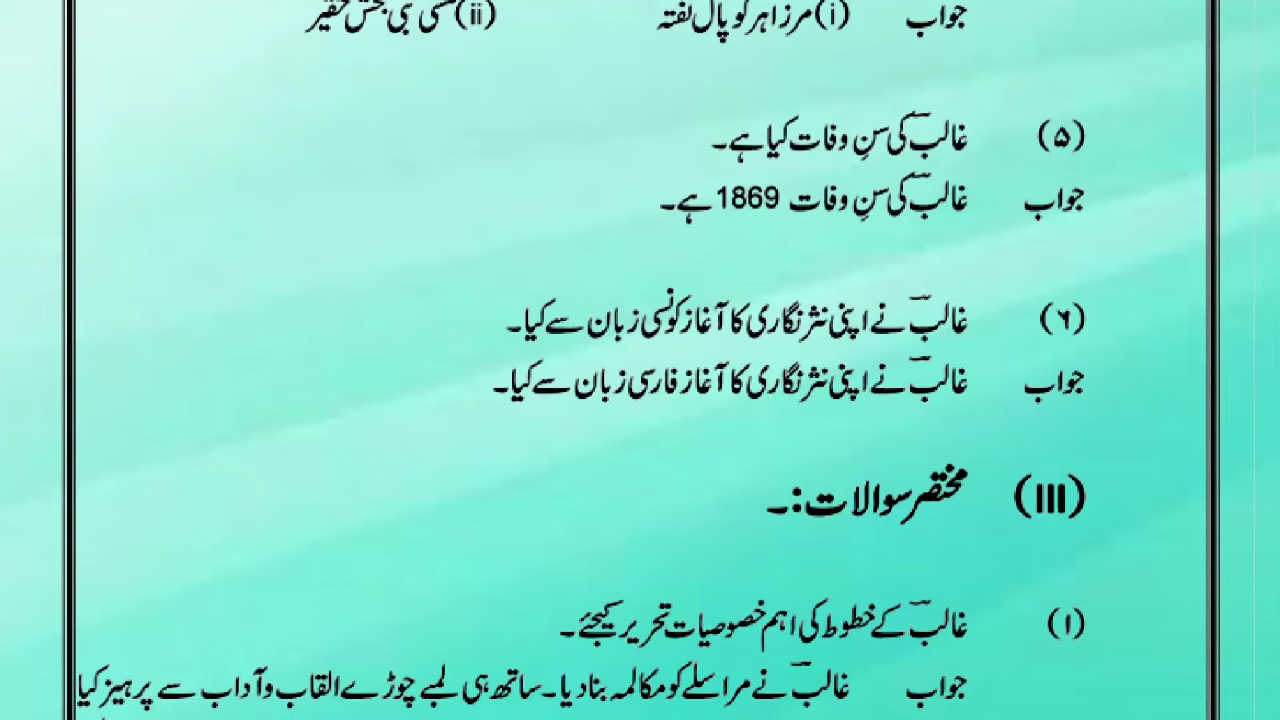 جواب (i) مرزا ہرگوپال تفتہ (ii) منشی نبی بخش حقیر
(۵) غالبؔ کی سنِ وفات کیا ہے۔
جواب غالبؔ کی سنِ وفات 1869 ہے۔
(۶) غالبؔ نے اپنی نثر نگاری کا آغاز کونسی زبان سے کیا۔
جواب غالبؔ نے اپنی نثر نگاری کا آغاز فارسی زبان سے کیا۔
(III) مختصر سوالات:۔
(۱) غالبؔ کے خطوط کی اہم خصوصیات تحریر کیجئے۔
جواب غالبؔ نے مراسلے کو مکالمہ بنا دیا۔ ساتھ ہی لمبے چوڑے القاب و آداب سے پرہیز کیا